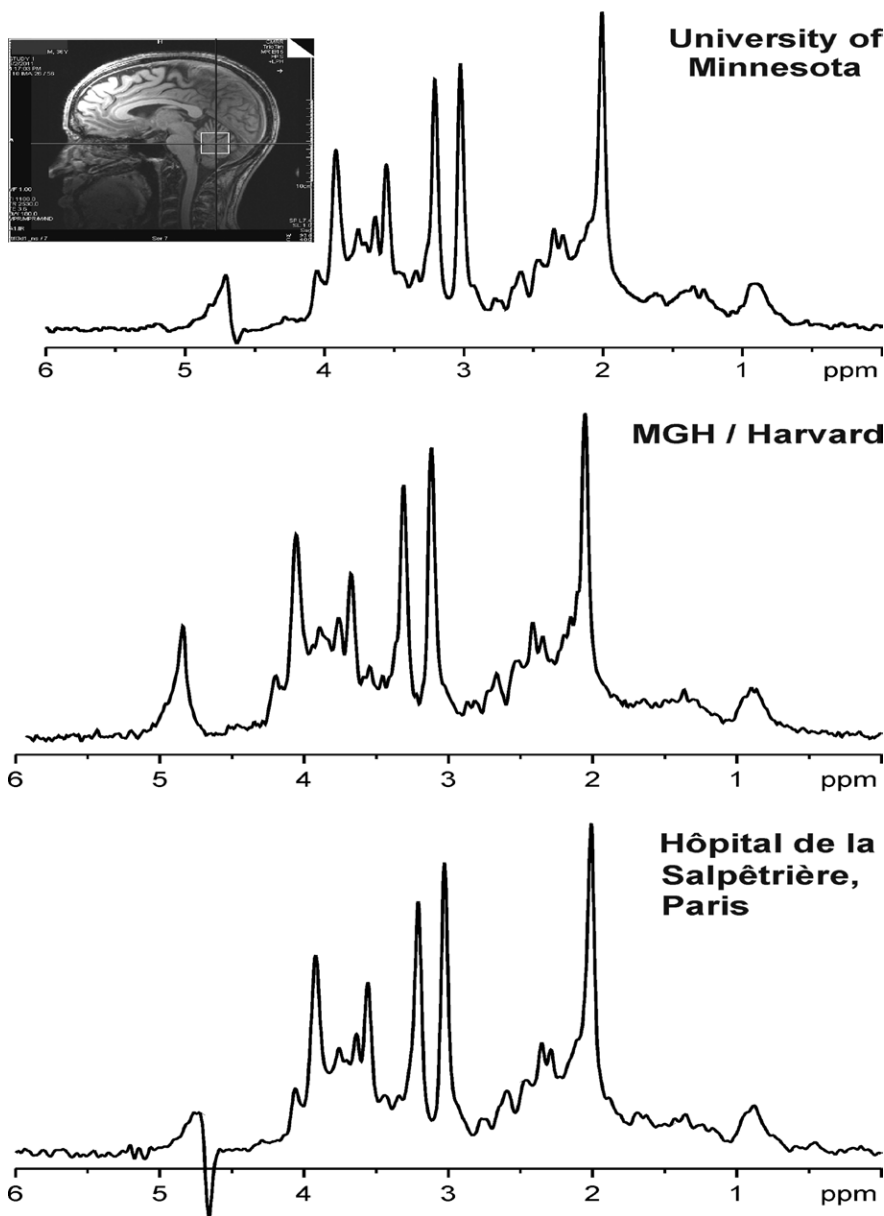 University of
Minnesota
6 5 4 3 2 1 ppm
MGH / Harvard
6 5 4 3 2 1 ppm
Hôpital de la
Salpêtrière,
Paris
6 5 4 3 2 1 ppm